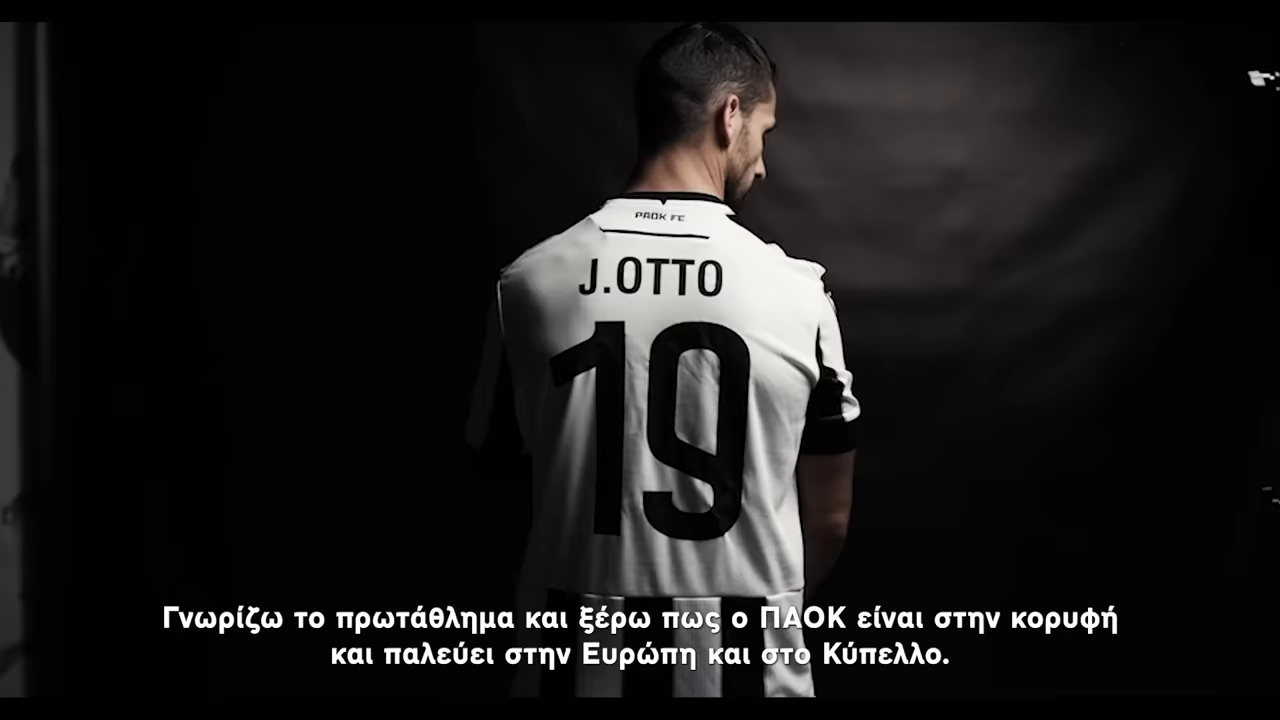 PAOK FC
J.OTTO
19
Γνωρίζω το πρωτάθλημα και ξέρω πως ο ΠΑΟΚ είναι στην κορυφή
και παλεύει στην Ευρώπη και στο Κύπελλο.